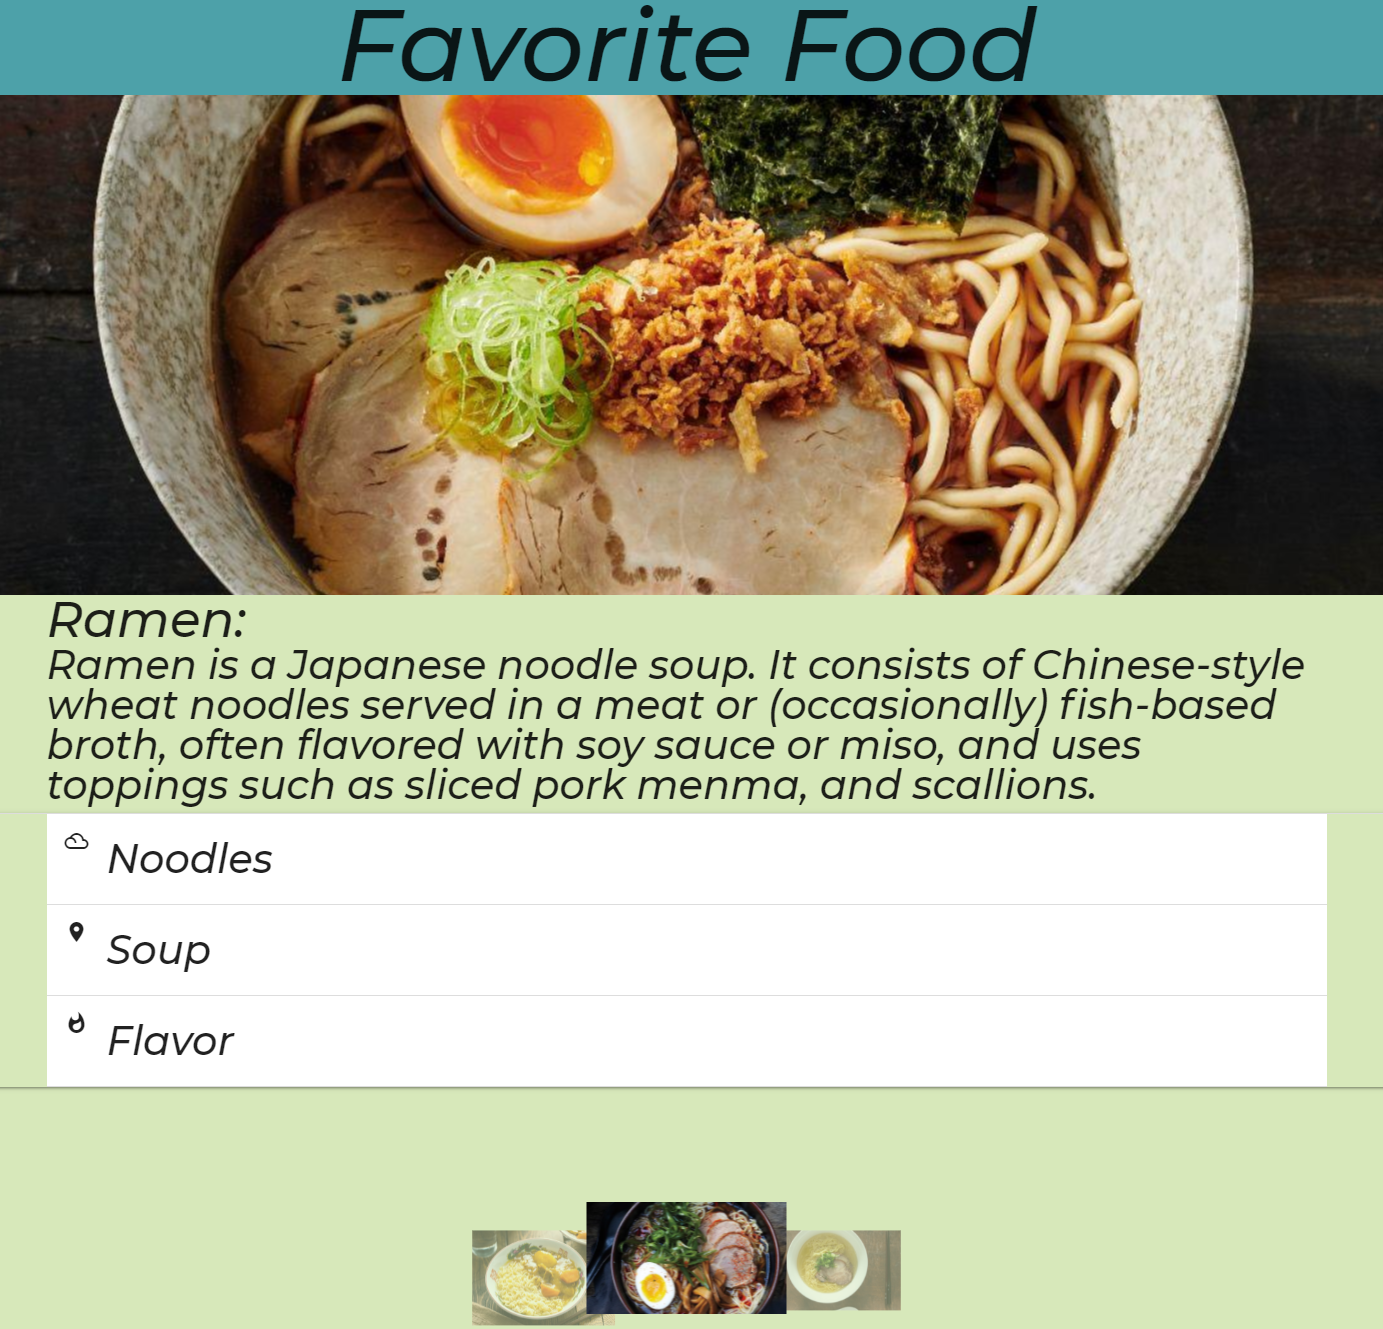 Favorite Food
Ramen:
Ramen is a Japanese noodle soup. It consists of Chinese-style
wheat noodles served in a meat or (occasionally) fish-based
broth, often flavored with soy sauce or miso, and uses
toppings such as sliced pork menma, and scallions.
Noodles
Soup
Flavor